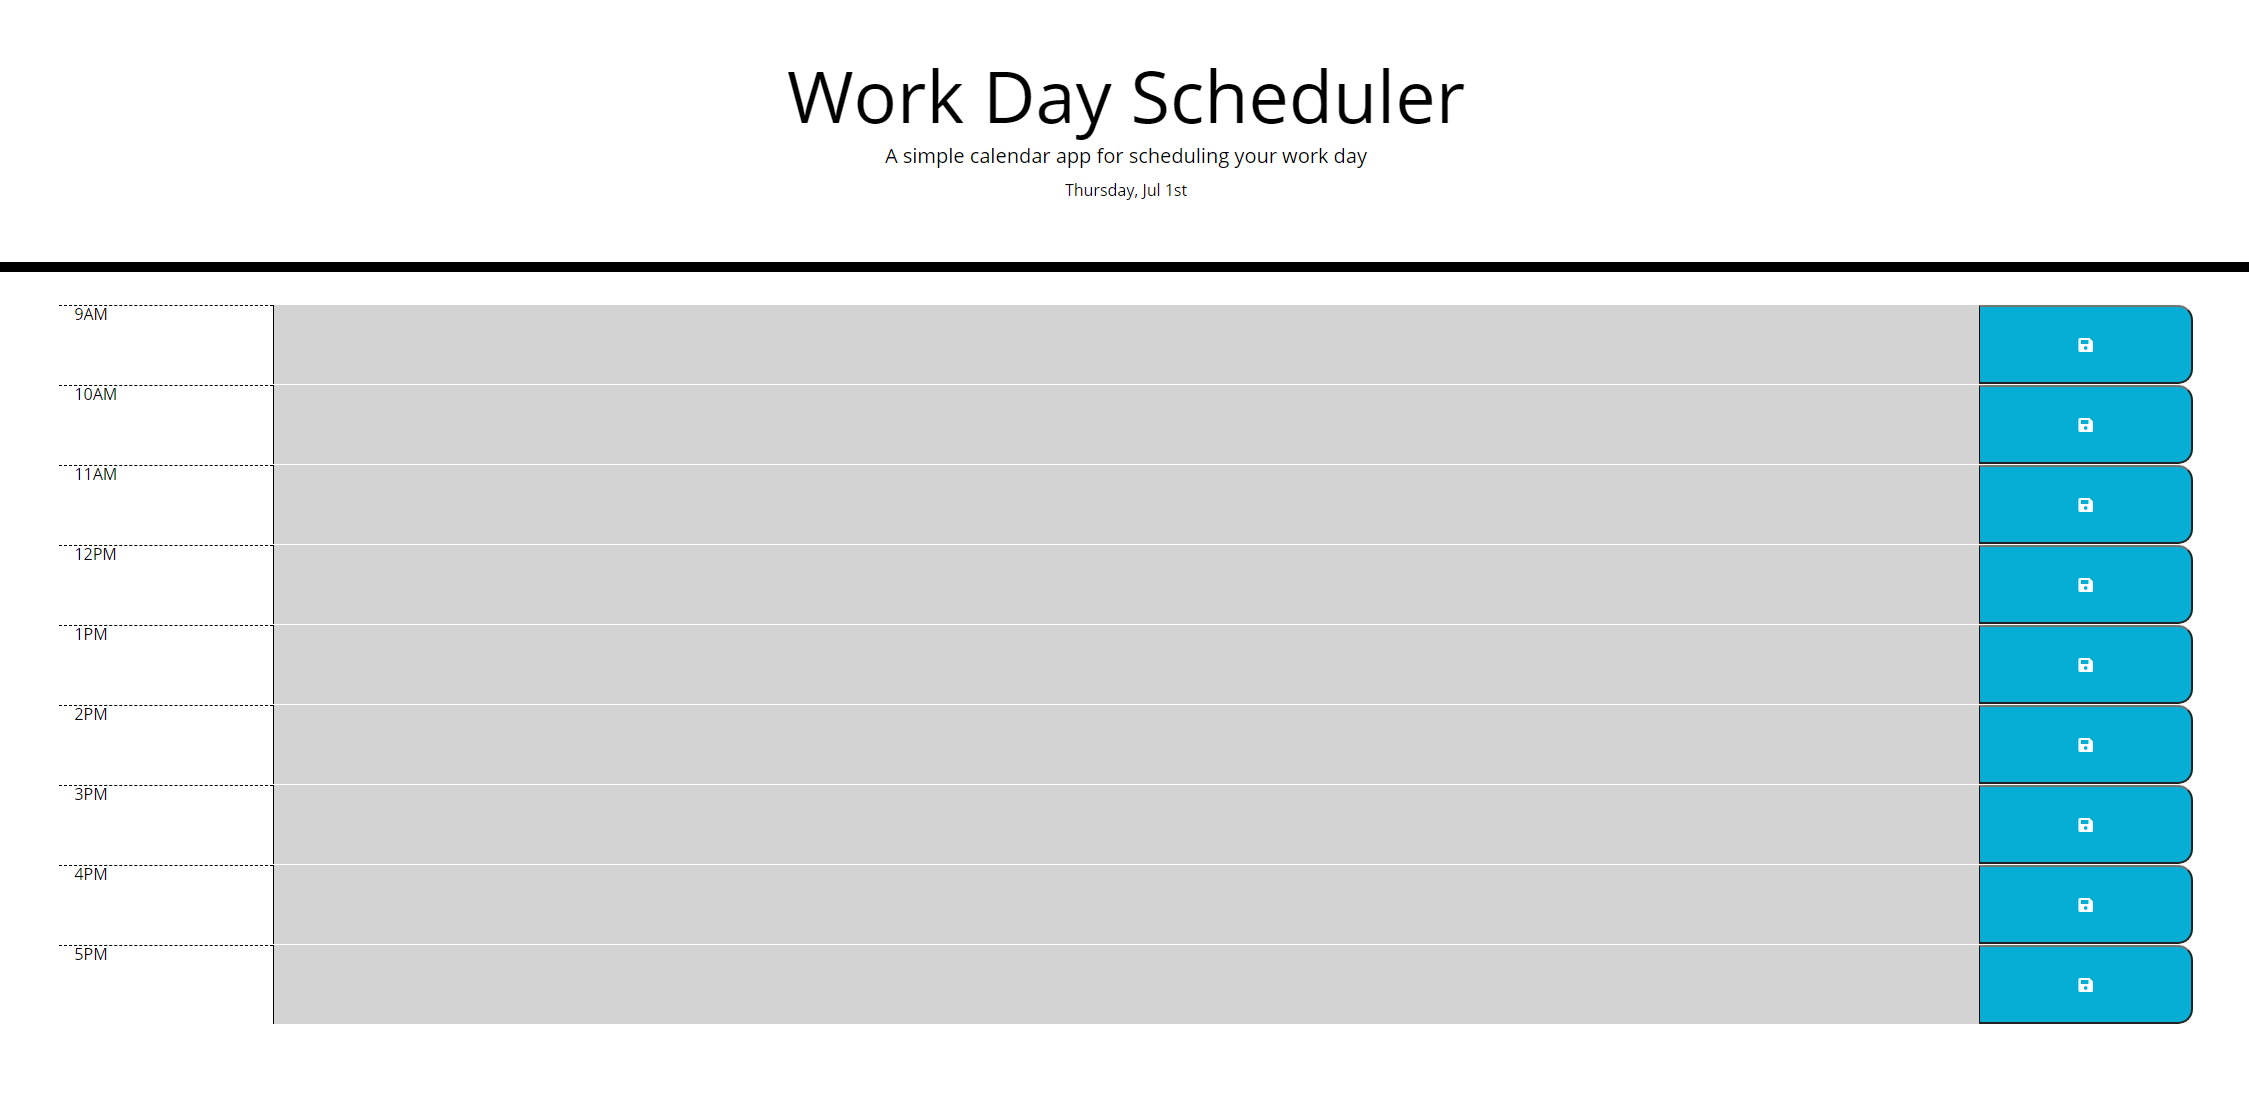 Work Day Scheduler
A simple calendar app for scheduling your work day
Thursday, Jul 1st
9AM
10AM
11AM
12PM
1PM
2PM
3PM
4PM
5PM